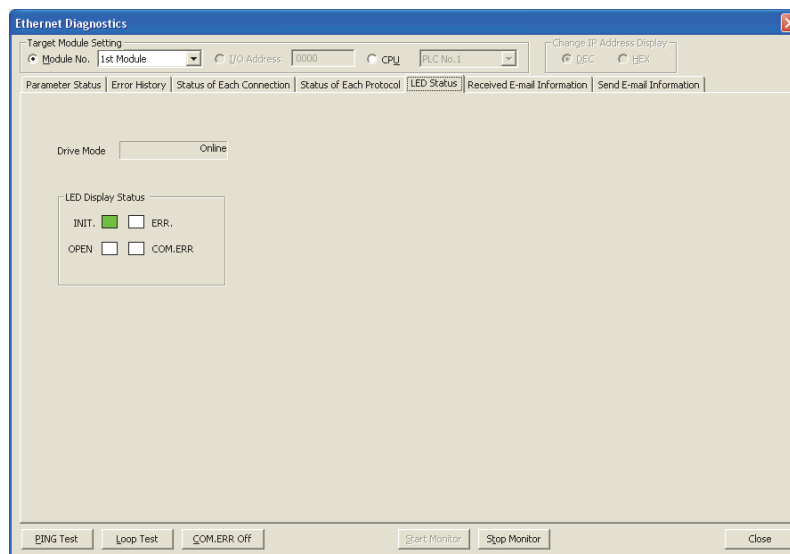 Ethernet Diagnostics
Target Module Setting
Module No. 1st Module I/O Address 0000 CPU PLC No.1
Change IP Address Display
DEC HEX
Parameter Status Error History Status of Each Connection Status of Each Protocol LED Status Received E-mail Information Send E-mail Information
Drive Mode Online
LED Display Status
INIT. ERR.
OPEN COM.ERR
PING Test Loop Test COM.ERR Off Start Monitor Stop Monitor Close